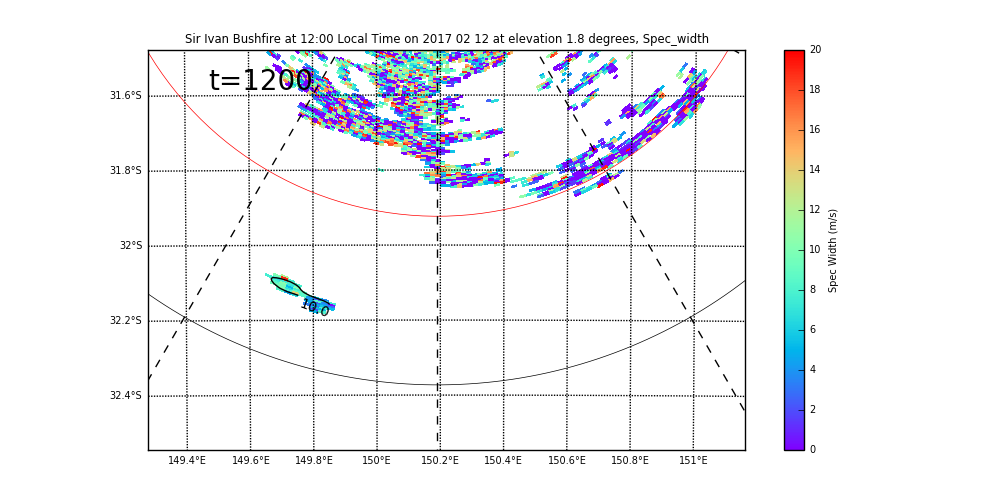 Sir Ivan Bushfire at 12:00 Local Time on 2017 02 12 at elevation 1.8 degrees, Spec_width
t=1200
31.6°S
31.8°S
32°S
32.2°S
32.4°S
10.0
149.4°E 149.6°E 149.8°E 150°E 150.2°E 150.4°E 150.6°E 150.8°E 151°E
20
18
16
14
12
10
8
6
4
2
0
Spec Width (m/s)